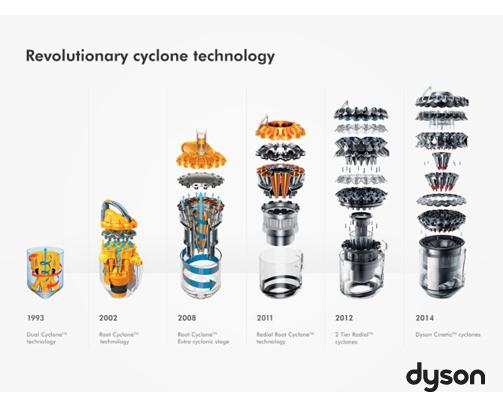 Revolutionary cyclone technology
1993
Dual Cyclone™
technology
2002
Root Cyclone™
technology
2008
Root Cyclone™
Extra cyclonic stage
2011
Radial Root Cyclone™
technology
2012
2 Tier Radial™
cyclones
2014
Dyson Cinetic™ cyclones
dyson